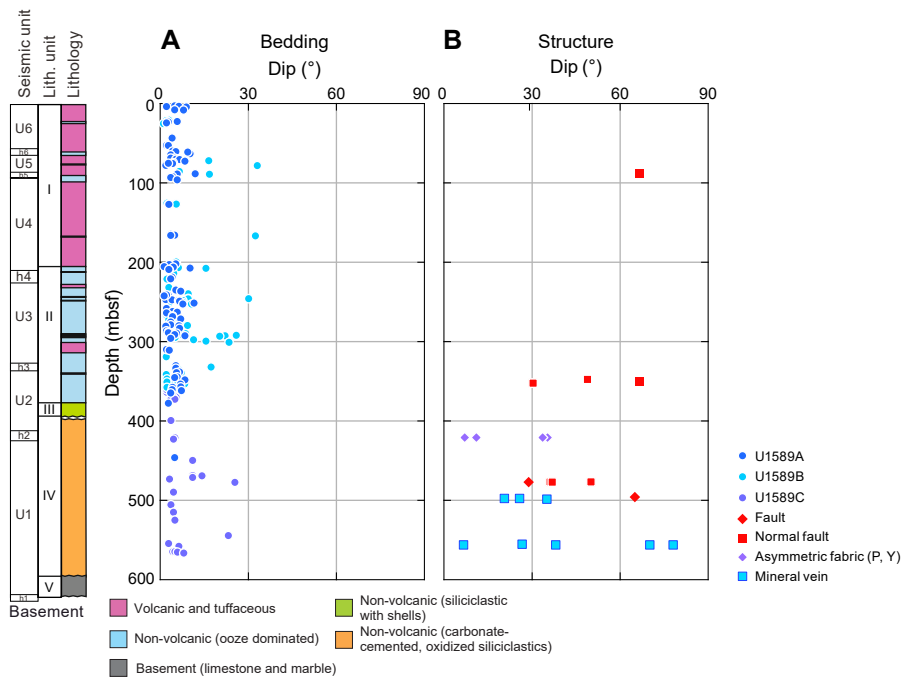 Seismic unit
Lith. unit
Lithology
U6
h6
U5
h5
U4
h4
U3
h3
U2
h2
U1
h1
Basement
I
II
III
IV
V
A
Bedding
Dip (°)
0 30 60 90
B
Structure
Dip (°)
0 30 60 90
Depth (mbsf)
0
100
200
300
400
500
600
U1589A
U1589B
U1589C
Fault
Normal fault
Asymmetric fabric (P, Y)
Mineral vein
Volcanic and tuffaceous
Non-volcanic (ooze dominated)
Basement (limestone and marble)
Non-volcanic (siliciclastic
with shells)
Non-volcanic (carbonate-
cemented, oxidized siliciclastics)